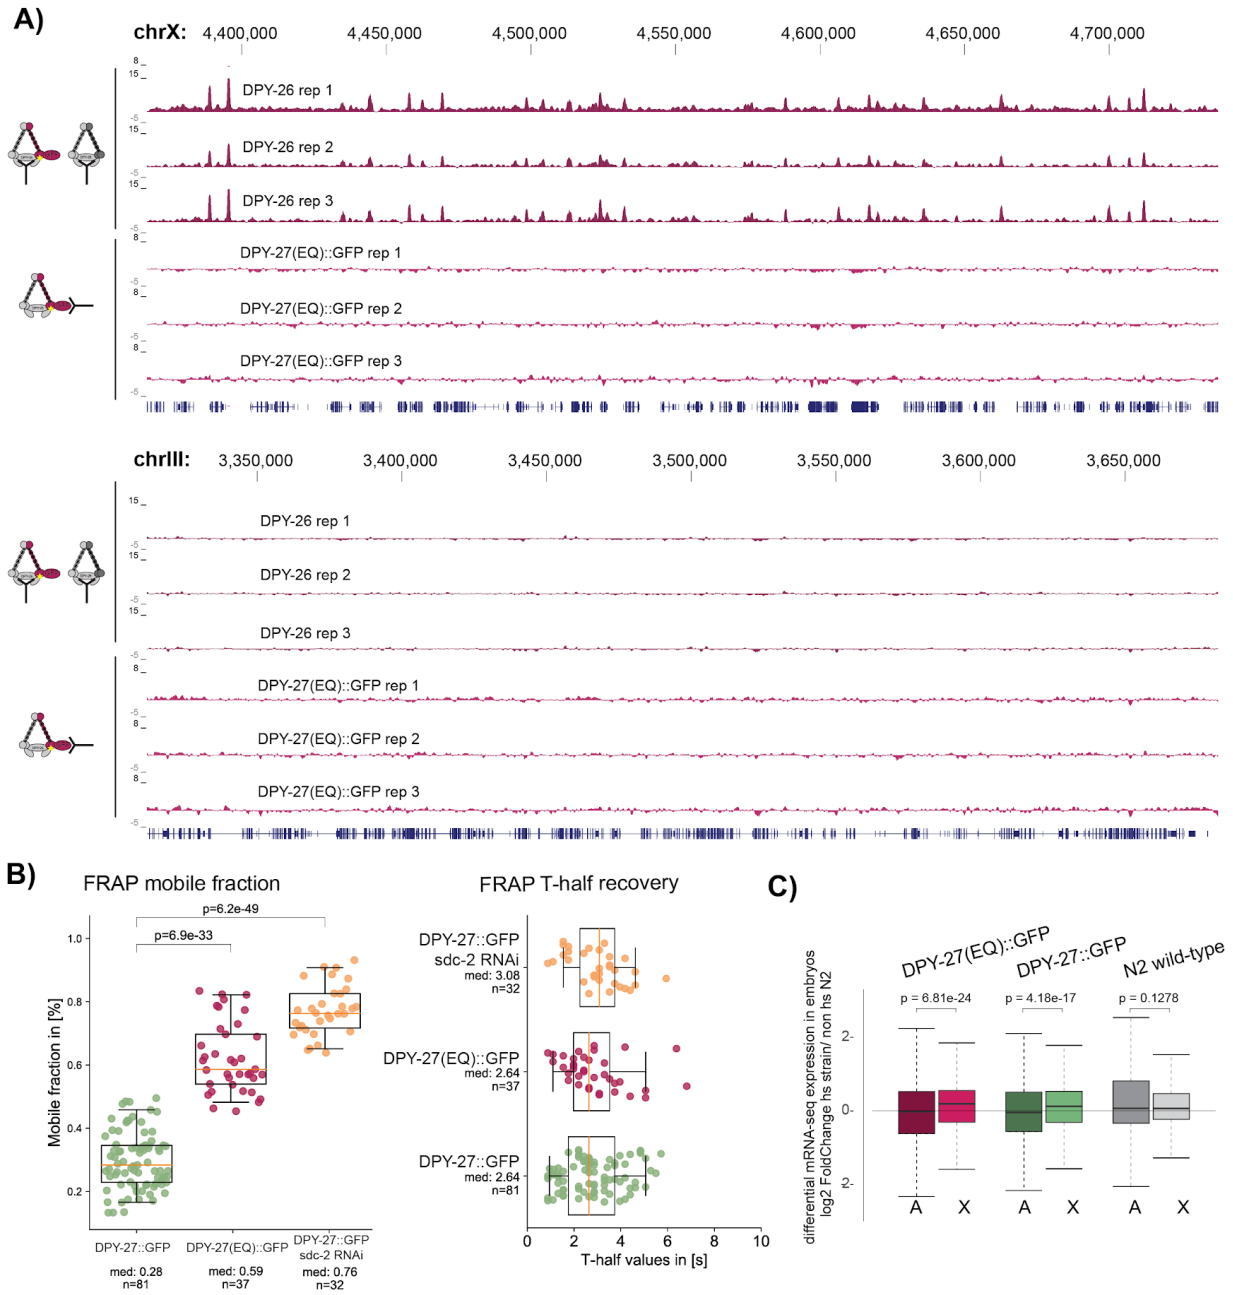 A)
chrX: 4,400,000 4,450,000 4,500,000 4,550,000 4,600,000 4,650,000 4,700,000
8
15
DPY-26 rep 1
-5
15
DPY-26 rep 2
-5
15
DPY-26 rep 3
-5
8
DPY-27(EQ)::GFP rep 1
-5
8
DPY-27(EQ)::GFP rep 2
-5
8
DPY-27(EQ)::GFP rep 3
-5
chrIII: 3,350,000 3,400,000 3,450,000 3,500,000 3,550,000 3,600,000 3,650,000
15
DPY-26 rep 1
-5
15
DPY-26 rep 2
-5
15
DPY-26 rep 3
-5
8
DPY-27(EQ)::GFP rep 1
-5
8
DPY-27(EQ)::GFP rep 2
-5
8
DPY-27(EQ)::GFP rep 3
-5
B)
FRAP mobile fraction
p=6.2e-49
p=6.9e-33
Mobile fraction in [%]
1.0
0.8
0.6
0.4
0.2
DPY-27::GFP
med: 0.28
n=81
DPY-27(EQ)::GFP
med: 0.59
n=37
DPY-27::GFP
sdc-2 RNAi
med: 0.76
n=32
FRAP T-half recovery
DPY-27::GFP
sdc-2 RNAi
med: 3.08
n=32
DPY-27(EQ)::GFP
med: 2.64
n=37
DPY-27::GFP
med: 2.64
n=81
0 2 4 6 8 10
T-half values in [s]
C)
differential mRNA-seq expression in embryos
log2 FoldChange hs strain/ non hs N2
DPY-27(EQ)::GFP
DPY-27::GFP
N2 wild-type
p = 6.81e-24
p = 4.18e-17
p = 0.1278
2-
0-
2-
A X A X A X